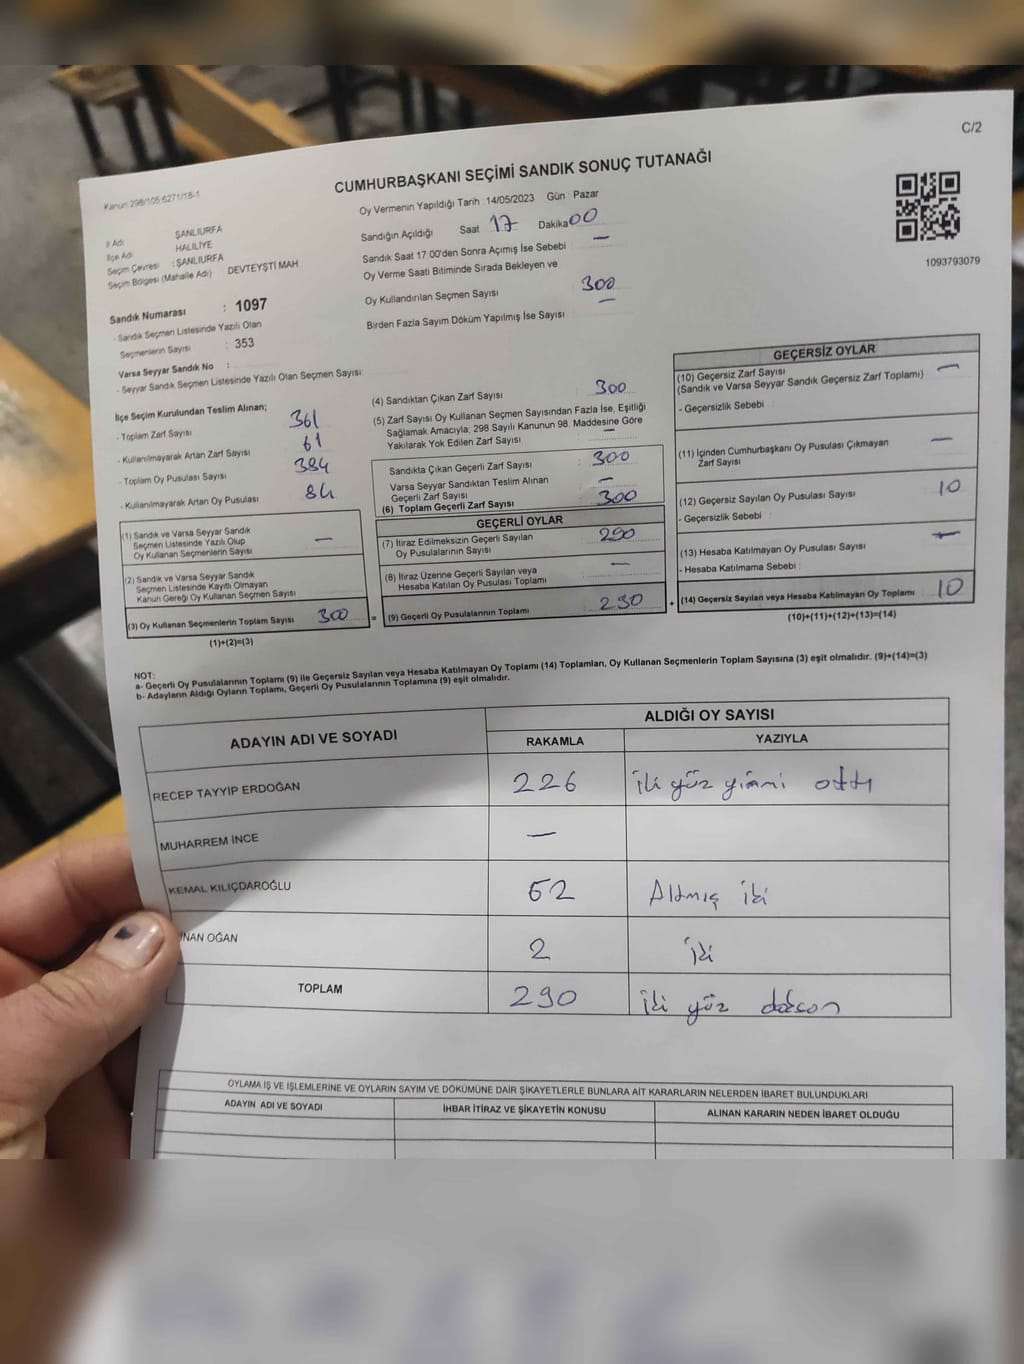 C/2
Kanun 298/105 6271/18-1
CUMHURBAŞKANI SEÇİMİ SANDIK SONUÇ TUTANAĞI
Oy Vermenin Yapıldığı Tarih : 14/05/2023 Gün : Pazar
İl Adı ŞANLIURFA
İlçe Adı HALİLİYE
Seçim Çevresi : ŞANLIURFA
Seçim Bölgesi (Mahalle Adı) DEVTEYŞTİ MAH
Sandığın Açıldığı Saat 17 Dakika 00
Sandık Saat 17:00'den Sonra Açımış İse Sebebi : —
Oy Verme Saati Bitiminde Sırada Bekleyen ve
Oy Kullandırılan Seçmen Sayısı : 300
Birden Fazla Sayım Döküm Yapılmış İse Sayısı : —
1093793079
Sandık Numarası : 1097
- Sandık Seçmen Listesinde Yazılı Olan
Seçmenlerin Sayısı : 353
Varsa Seyyar Sandık No :
- Seyyar Sandık Seçmen Listesinde Yazılı Olan Seçmen Sayısı:
İlçe Seçim Kurulundan Teslim Alınan;
- Toplam Zarf Sayısı 361
- Kullanılmayarak Artan Zarf Sayısı 61
- Toplam Oy Pusulası Sayısı 384
- Kullanılmayarak Artan Oy Pusulası 84
(1) Sandık ve Varsa Seyyar Sandık
Seçmen Listesinde Yazılı Olup
Oy Kullanan Seçmenlerin Sayısı —
(2) Sandık ve Varsa Seyyar Sandık
Seçmen Listesinde Kayıtlı Olmayan
Kanun Gereği Oy Kullanan Seçmen Sayısı
(3) Oy Kullanan Seçmenlerin Toplam Sayısı 300 =
(1)+(2)=(3)
(4) Sandıktan Çıkan Zarf Sayısı : 300
(5) Zarf Sayısı Oy Kullanan Seçmen Sayısından Fazla İse, Eşitliği
Sağlamak Amacıyla; 298 Sayılı Kanunun 98. Maddesine Göre
Yakılarak Yok Edilen Zarf Sayısı : —
Sandıkta Çıkan Geçerli Zarf Sayısı : 300
Varsa Seyyar Sandıktan Teslim Alınan
Geçerli Zarf Sayısı : —
(6) Toplam Geçerli Zarf Sayısı : 300
GEÇERLİ OYLAR
(7) İtiraz Edilmeksizin Geçerli Sayılan
Oy Pusulalarının Sayısı : 290
(8) İtiraz Üzerine Geçerli Sayılan veya
Hesaba Katılan Oy Pusulası Toplamı : —
(9) Geçerli Oy Pusulalarının Toplamı : 290 +
GEÇERSİZ OYLAR
(10) Geçersiz Zarf Sayısı
(Sandık ve Varsa Seyyar Sandık Geçersiz Zarf Toplamı) —
- Geçersizlik Sebebi :
(11) İçinden Cumhurbaşkanı Oy Pusulası Çıkmayan
Zarf Sayısı —
(12) Geçersiz Sayılan Oy Pusulası Sayısı 10
- Geçersizlik Sebebi :
(13) Hesaba Katılmayan Oy Pusulası Sayısı —
- Hesaba Katılmama Sebebi :
(14) Geçersiz Sayılan veya Hesaba Katılmayan Oy Toplamı 10
(10)+(11)+(12)+(13)=(14)
NOT:
a- Geçerli Oy Pusulalarının Toplamı (9) ile Geçersiz Sayılan veya Hesaba Katılmayan Oy Toplamı (14) Toplamları, Oy Kullanan Seçmenlerin Toplam Sayısına (3) eşit olmalıdır. (9)+(14)=(3)
b- Adayların Aldığı Oyların Toplamı, Geçerli Oy Pusulalarının Toplamına (9) eşit olmalıdır.
ADAYIN ADI VE SOYADI ALDIĞI OY SAYISI
RAKAMLA YAZIYLA
RECEP TAYYİP ERDOĞAN 226 iki yüz yirmi altı
MUHARREM İNCE —
KEMAL KILIÇDAROĞLU 62 Altmış iki
İNAN OĞAN 2 iki
TOPLAM 290 iki yüz doksan
OYLAMA İŞ VE İŞLEMLERİNE VE OYLARIN SAYIM VE DÖKÜMÜNE DAİR ŞİKAYETLERLE BUNLARA AİT KARARLARIN NELERDEN İBARET BULUNDUKLARI
ADAYIN ADI VE SOYADI İHBAR İTİRAZ VE ŞİKAYETİN KONUSU ALINAN KARARIN NEDEN İBARET OLDUĞU